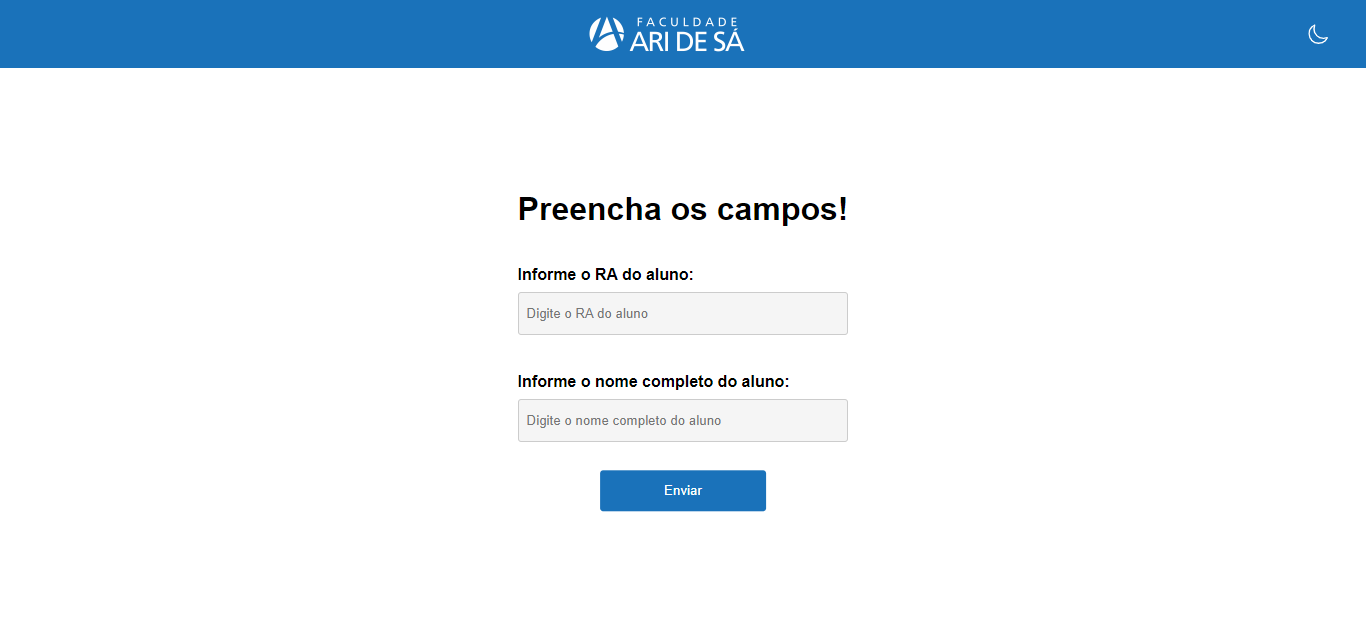 FACULDADE
ARI DE SÁ
Preencha os campos!
Informe o RA do aluno:
Digite o RA do aluno
Informe o nome completo do aluno:
Digite o nome completo do aluno
Enviar